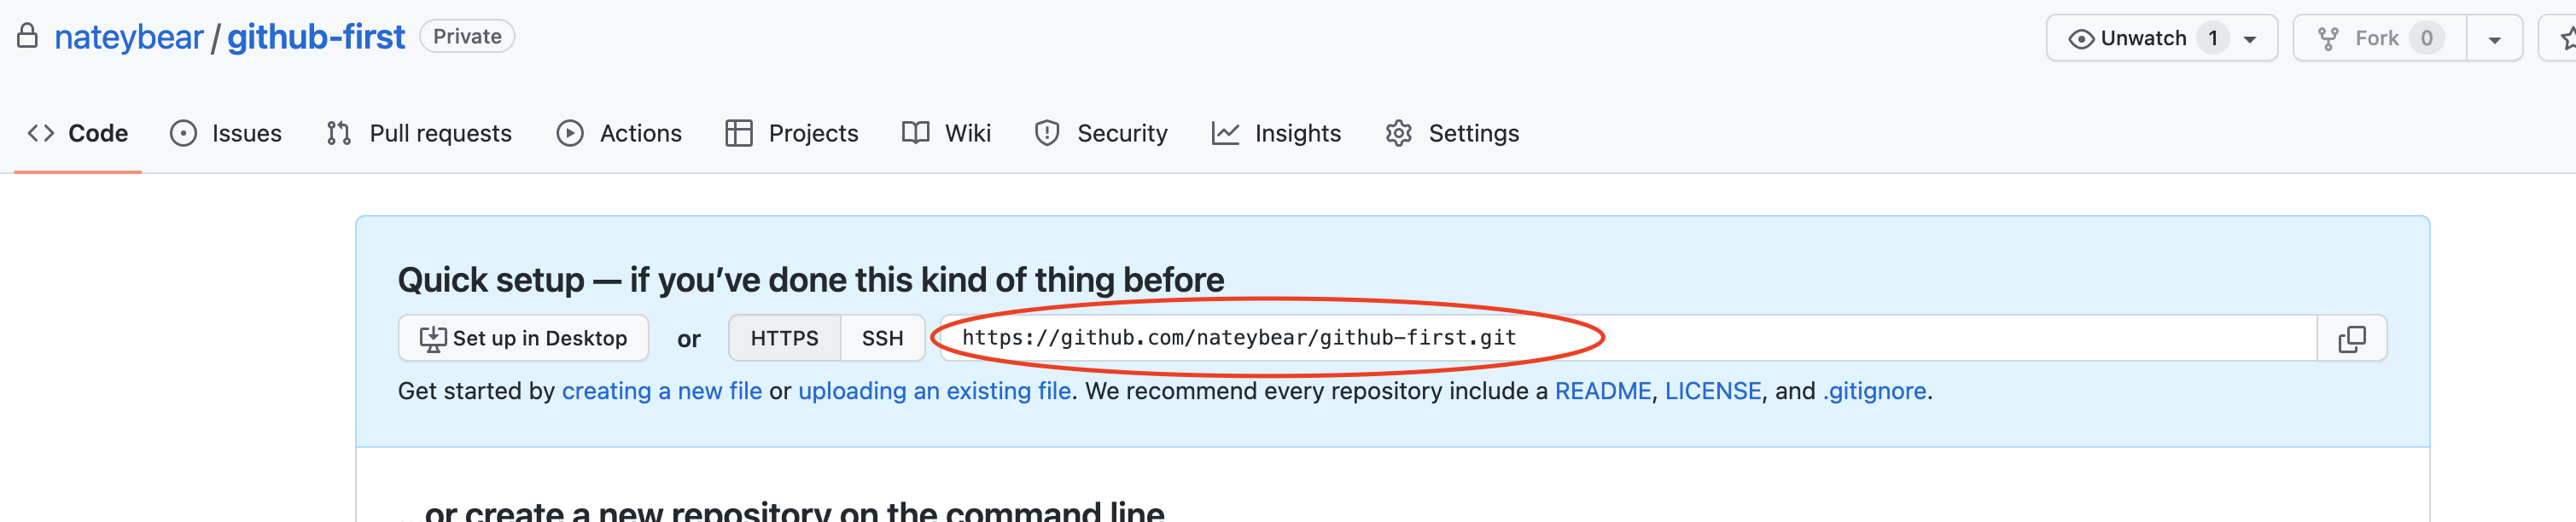 nateybear / github-first Private Unwatch 1 Fork 0
Code Issues Pull requests Actions Projects Wiki Security Insights Settings
Quick setup — if you’ve done this kind of thing before
Set up in Desktop or HTTPS SSH https://github.com/nateybear/github-first.git
Get started by creating a new file or uploading an existing file. We recommend every repository include a README, LICENSE, and .gitignore.
…or create a new repository on the command line